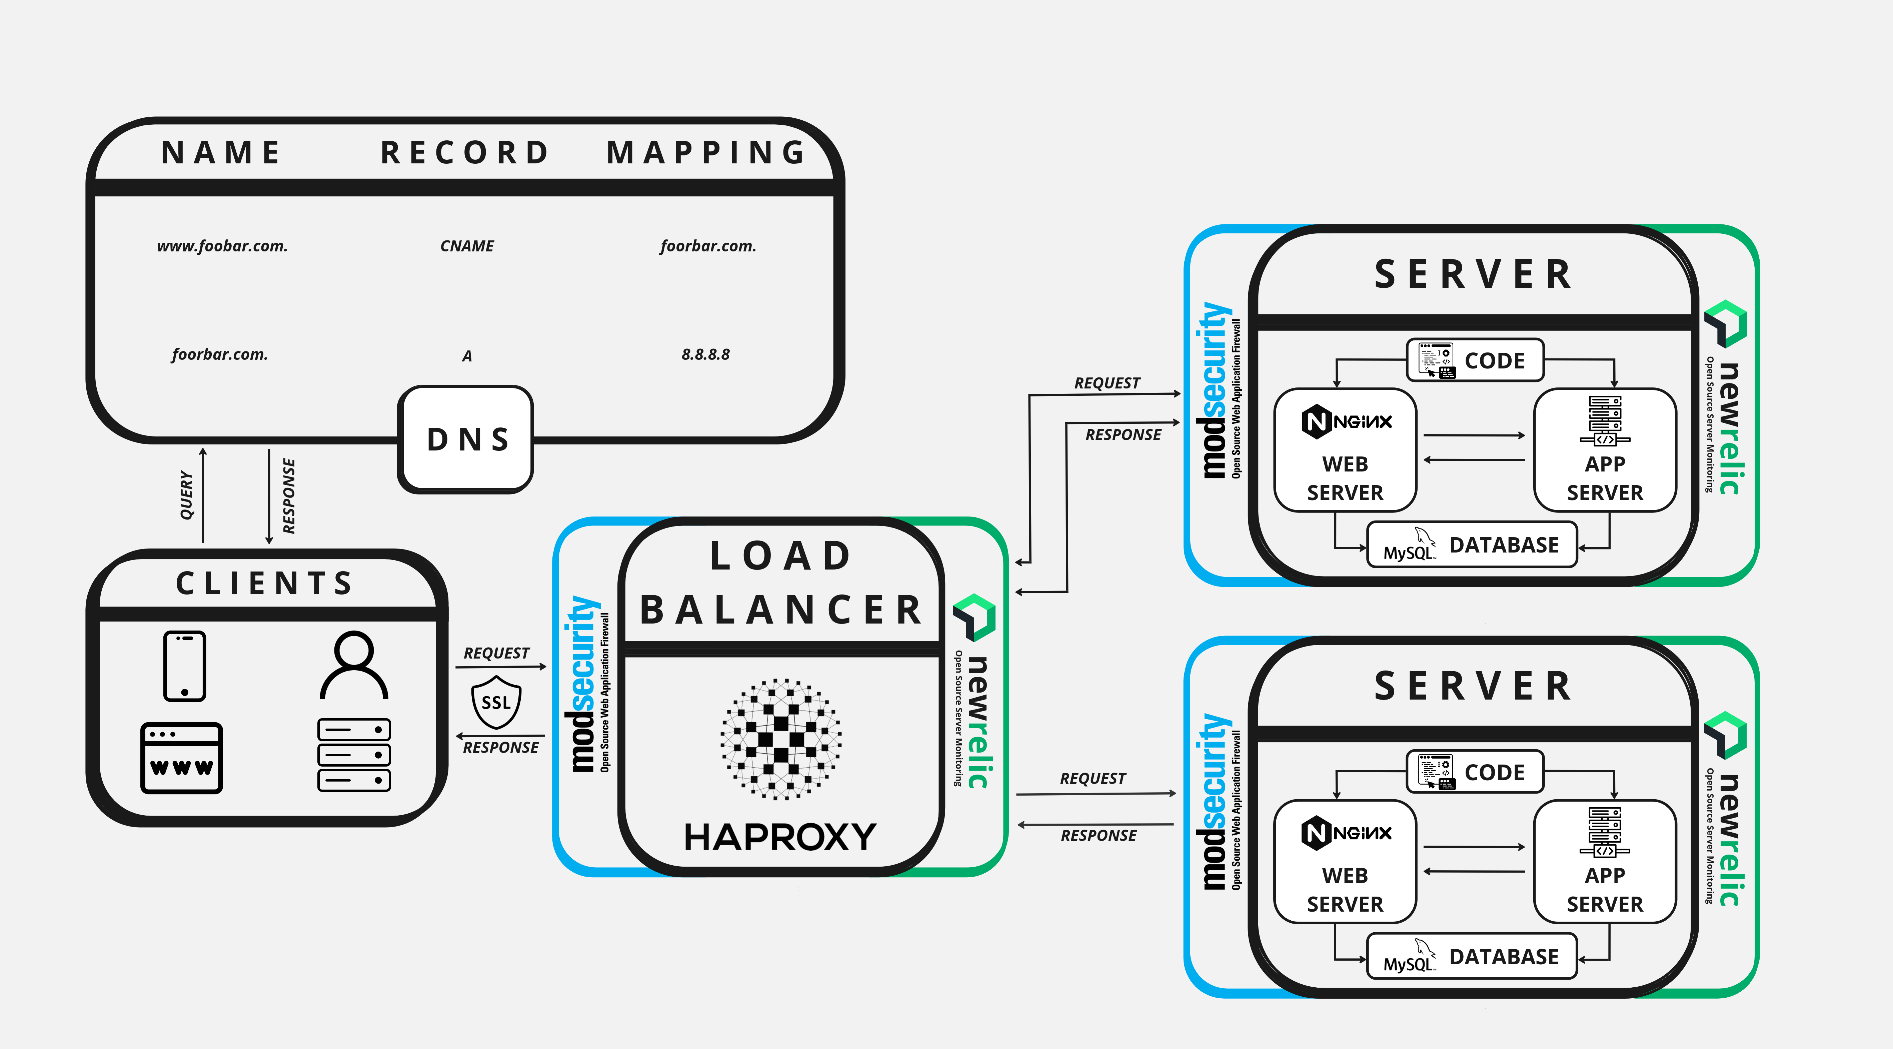 NAME RECORD MAPPING
www.foobar.com. CNAME foorbar.com.
foorbar.com. A 8.8.8.8
DNS
QUERY
RESPONSE
CLIENTS
WWW
REQUEST
SSL
RESPONSE
modsecurity
Open Source Web Application Firewall
LOAD
BALANCER
HAPROXY
newrelic
Open Source Server Monitoring
REQUEST
RESPONSE
REQUEST
RESPONSE
modsecurity
Open Source Web Application Firewall
SERVER
CODE
NGINX
WEB
SERVER
APP
SERVER
MySQL
DATABASE
newrelic
Open Source Server Monitoring
modsecurity
Open Source Web Application Firewall
SERVER
CODE
NGINX
WEB
SERVER
APP
SERVER
MySQL
DATABASE
newrelic
Open Source Server Monitoring